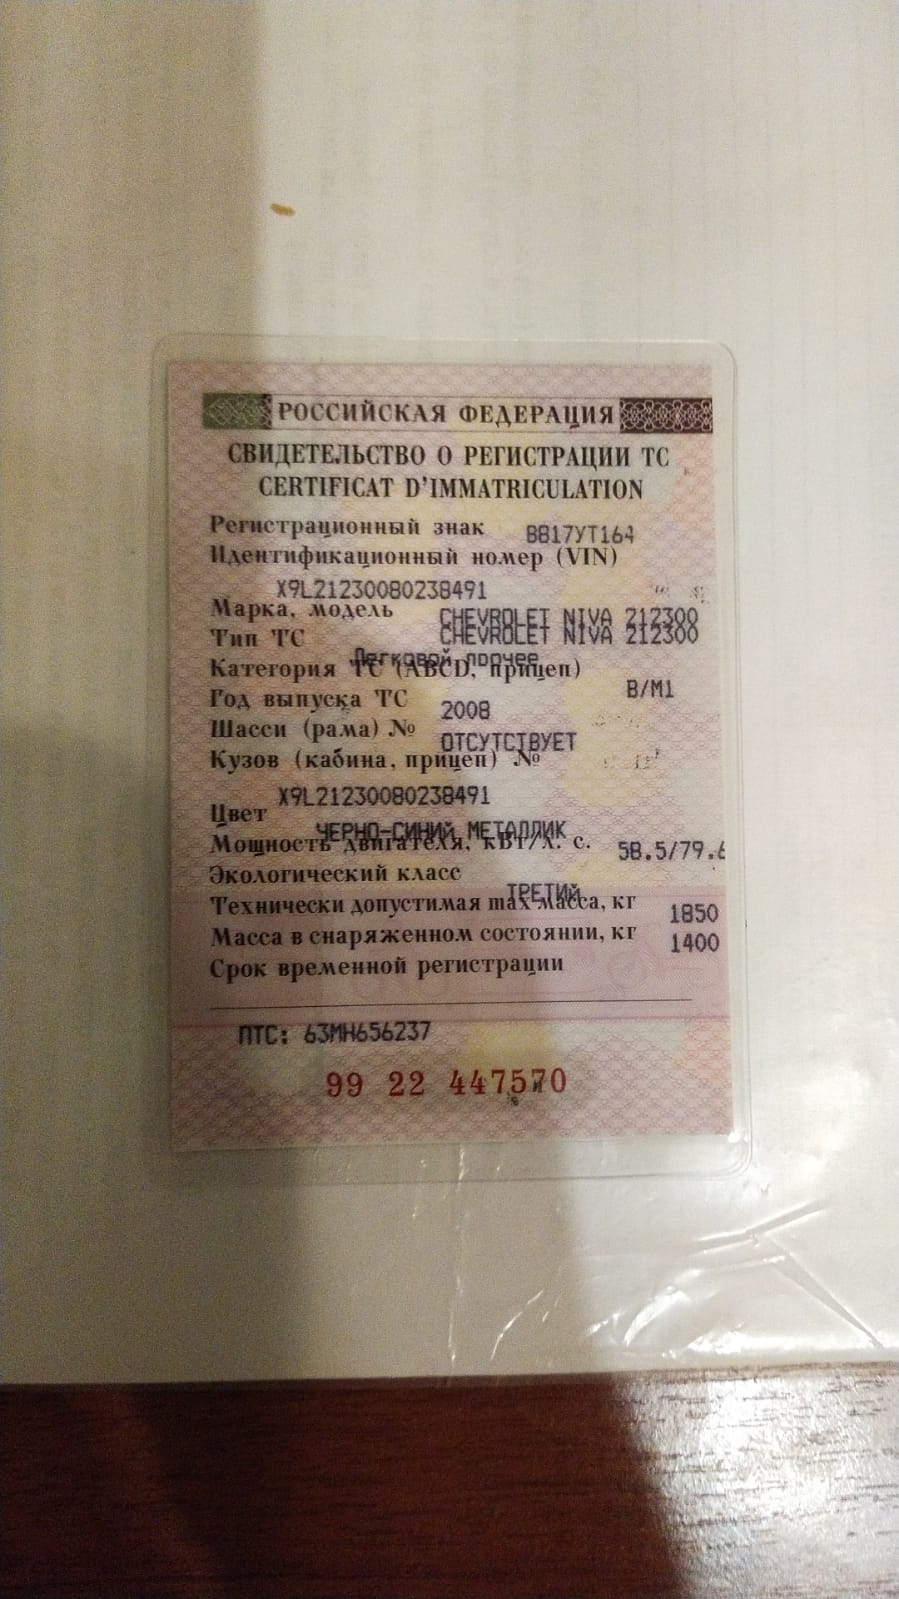 РОССИЙСКАЯ ФЕДЕРАЦИЯ
СВИДЕТЕЛЬСТВО О РЕГИСТРАЦИИ ТС
CERTIFICAT D'IMMATRICULATION
Регистрационный знак В817УТ164
Идентификационный номер (VIN)
X9L21230080238491
Марка, модель CHEVROLET NIVA 212300
Тип ТС CHEVROLET NIVA 212300
Легковой прочее
Категория ТС (ABCD, прицеп) B/M1
Год выпуска ТС 2008
Шасси (рама) № ОТСУТСТВУЕТ
Кузов (кабина, прицеп) №
X9L21230080238491
Цвет ЧЕРНО-СИНИЙ МЕТАЛЛИК
Мощность двигателя, кВт/л. с. 58.5/79.6
Экологический класс ТРЕТИЙ
Технически допустимая max масса, кг 1850
Масса в снаряженном состоянии, кг 1400
Срок временной регистрации
ПТС: 63МН656237
99 22 447570